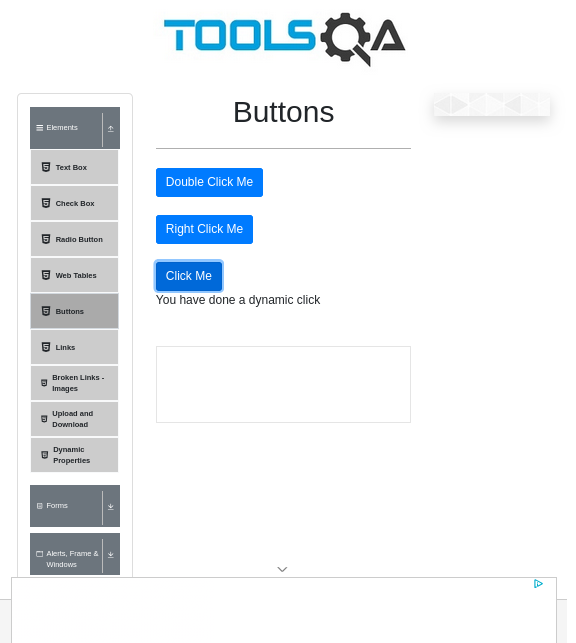 TOOLSQA
Elements
Text Box
Check Box
Radio Button
Web Tables
Buttons
Links
Broken Links -
Images
Upload and
Download
Dynamic
Properties
Forms
Alerts, Frame &
Windows
Buttons
Double Click Me
Right Click Me
Click Me
You have done a dynamic click